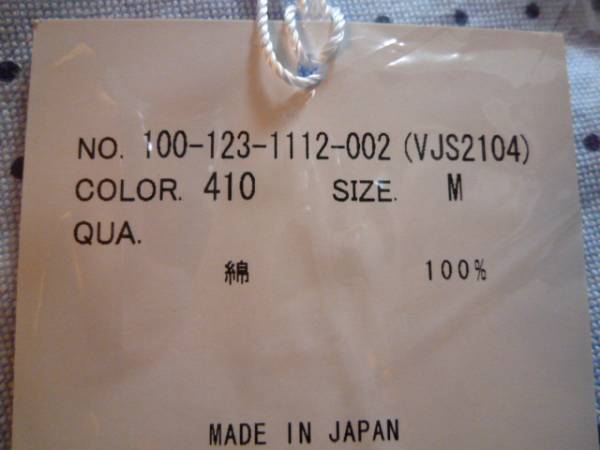 NO. 100-123-1112-002 (VJS2104)
COLOR. 410 SIZE. M
QUA.
綿 100%
MADE IN JAPAN